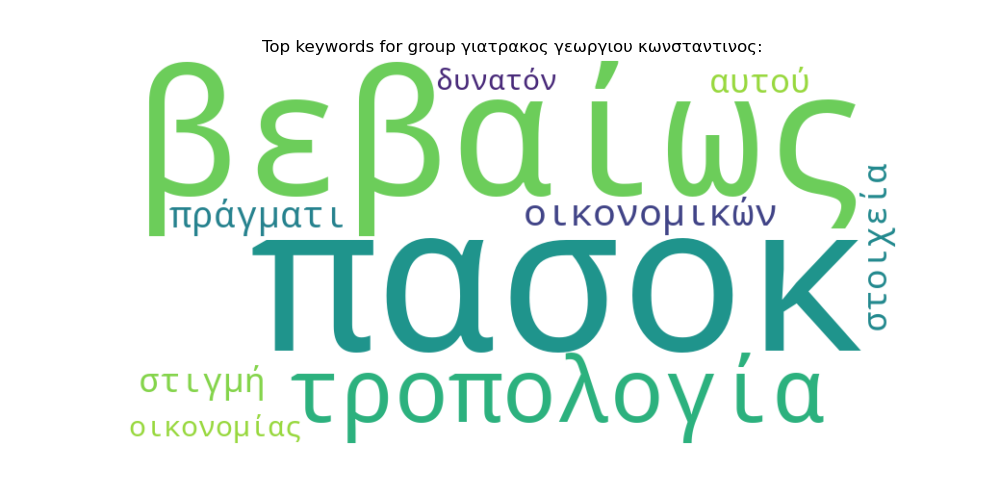 Top keywords for group γιατρακος γεωργιου κωνσταντινος:
δυνατόν
αυτού
βεβαίως
στοιχεία
πράγματι
οικονομικών
πασοκ
τροπολογία
στιγμή
οικονομίας